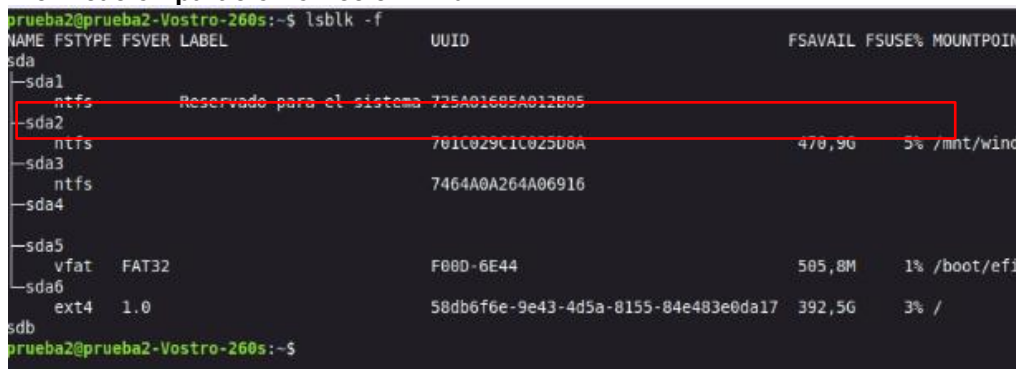 prueba2@prueba2-Vostro-260s:~$ lsblk -f
NAME FSTYPE FSVER LABEL UUID FSAVAIL FSUSE% MOUNTPOIN
sda
├─sda1
│ ntfs Reservado para el sistema 725A01685A012B05
├─sda2
│ ntfs 701C029C1C025D8A 470,9G 5% /mnt/wind
├─sda3
│ ntfs 7464A0A264A06916
├─sda4
│
├─sda5
│ vfat FAT32 F00D-6E44 505,8M 1% /boot/efi
└─sda6
ext4 1.0 58db6f6e-9e43-4d5a-8155-84e483e0da17 392,5G 3% /
sdb
prueba2@prueba2-Vostro-260s:~$